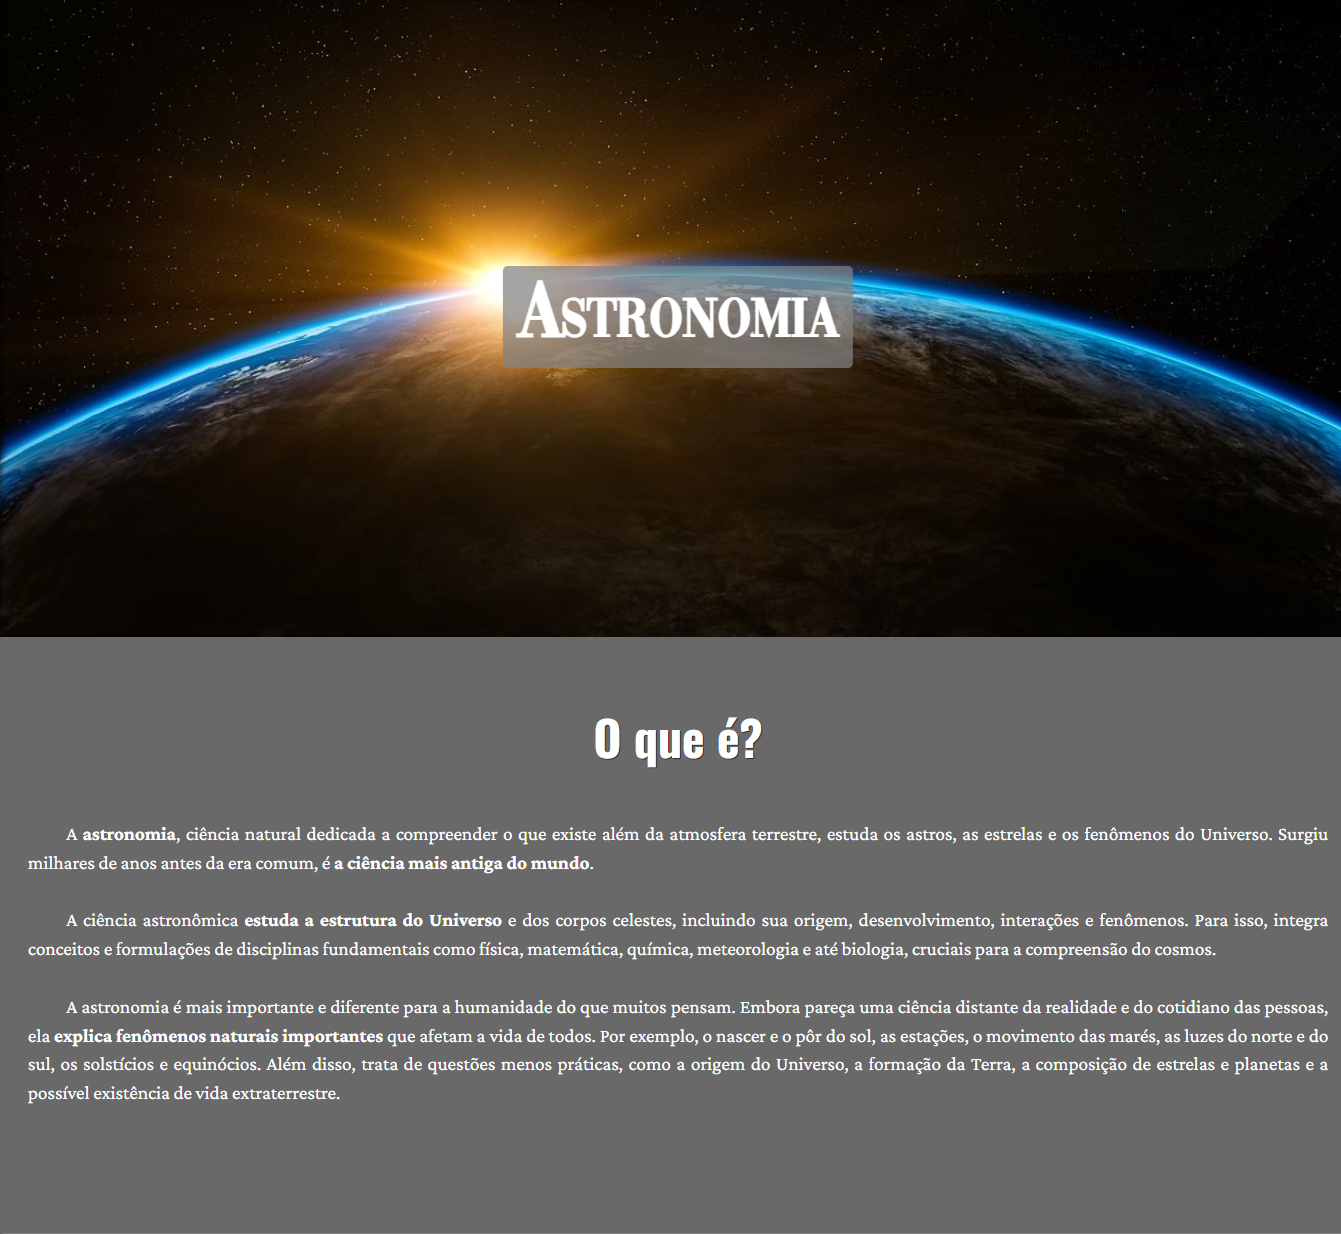 ASTRONOMIA
O que é?
A astronomia, ciência natural dedicada a compreender o que existe além da atmosfera terrestre, estuda os astros, as estrelas e os fenômenos do Universo. Surgiu
milhares de anos antes da era comum, é a ciência mais antiga do mundo.
A ciência astronômica estuda a estrutura do Universo e dos corpos celestes, incluindo sua origem, desenvolvimento, interações e fenômenos. Para isso, integra
conceitos e formulações de disciplinas fundamentais como física, matemática, química, meteorologia e até biologia, cruciais para a compreensão do cosmos.
A astronomia é mais importante e diferente para a humanidade do que muitos pensam. Embora pareça uma ciência distante da realidade e do cotidiano das pessoas,
ela explica fenômenos naturais importantes que afetam a vida de todos. Por exemplo, o nascer e o pôr do sol, as estações, o movimento das marés, as luzes do norte e do
sul, os solstícios e equinócios. Além disso, trata de questões menos práticas, como a origem do Universo, a formação da Terra, a composição de estrelas e planetas e a
possível existência de vida extraterrestre.